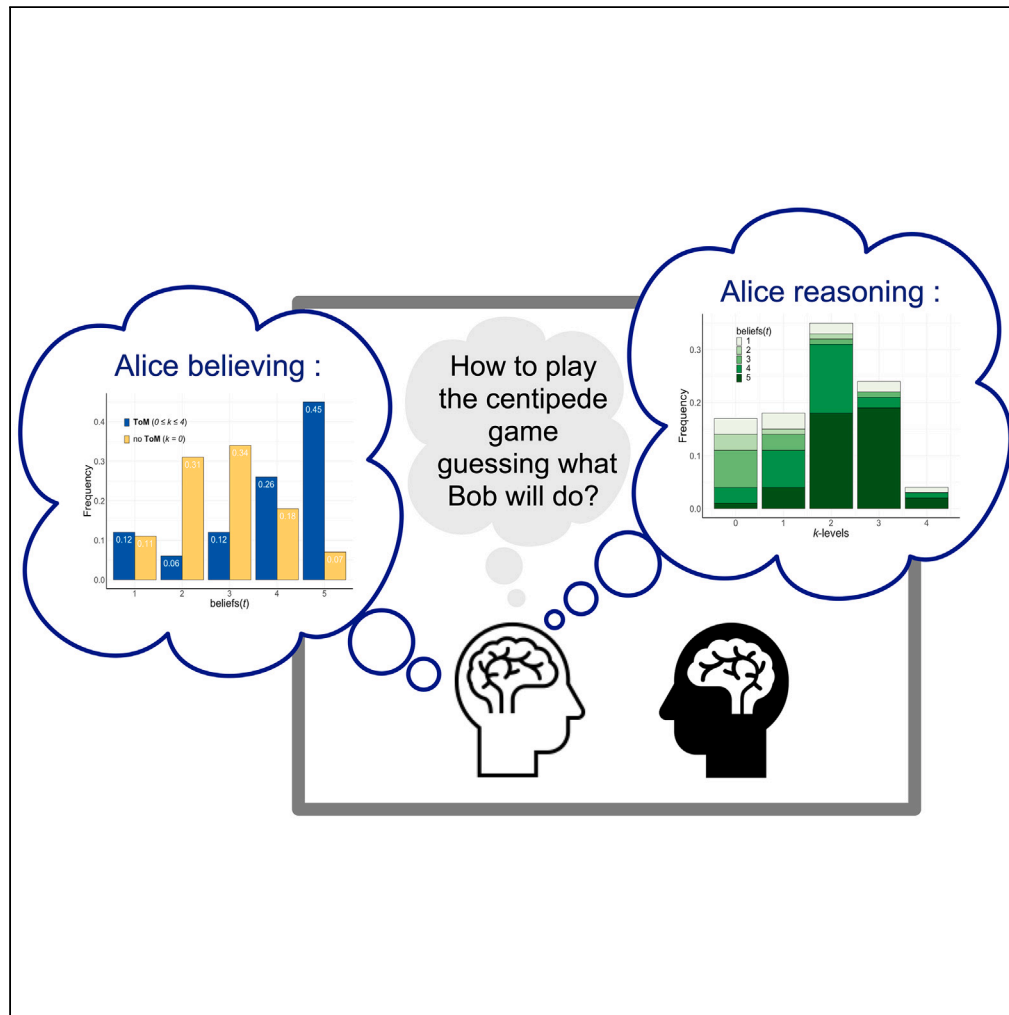 Alice believing :
Frequency
0.4
0.3
0.2
0.1
0.0
ToM (0 ≤ k ≤ 4)
no ToM (k = 0)
0.12
0.11
0.06
0.31
0.12
0.34
0.26
0.18
0.45
0.07
1 2 3 4 5
beliefs(t)
How to play
the centipede
game
guessing what
Bob will do?
Alice reasoning :
Frequency
0.3
0.2
0.1
0.0
beliefs(t)
1
2
3
4
5
0 1 2 3 4
k-levels